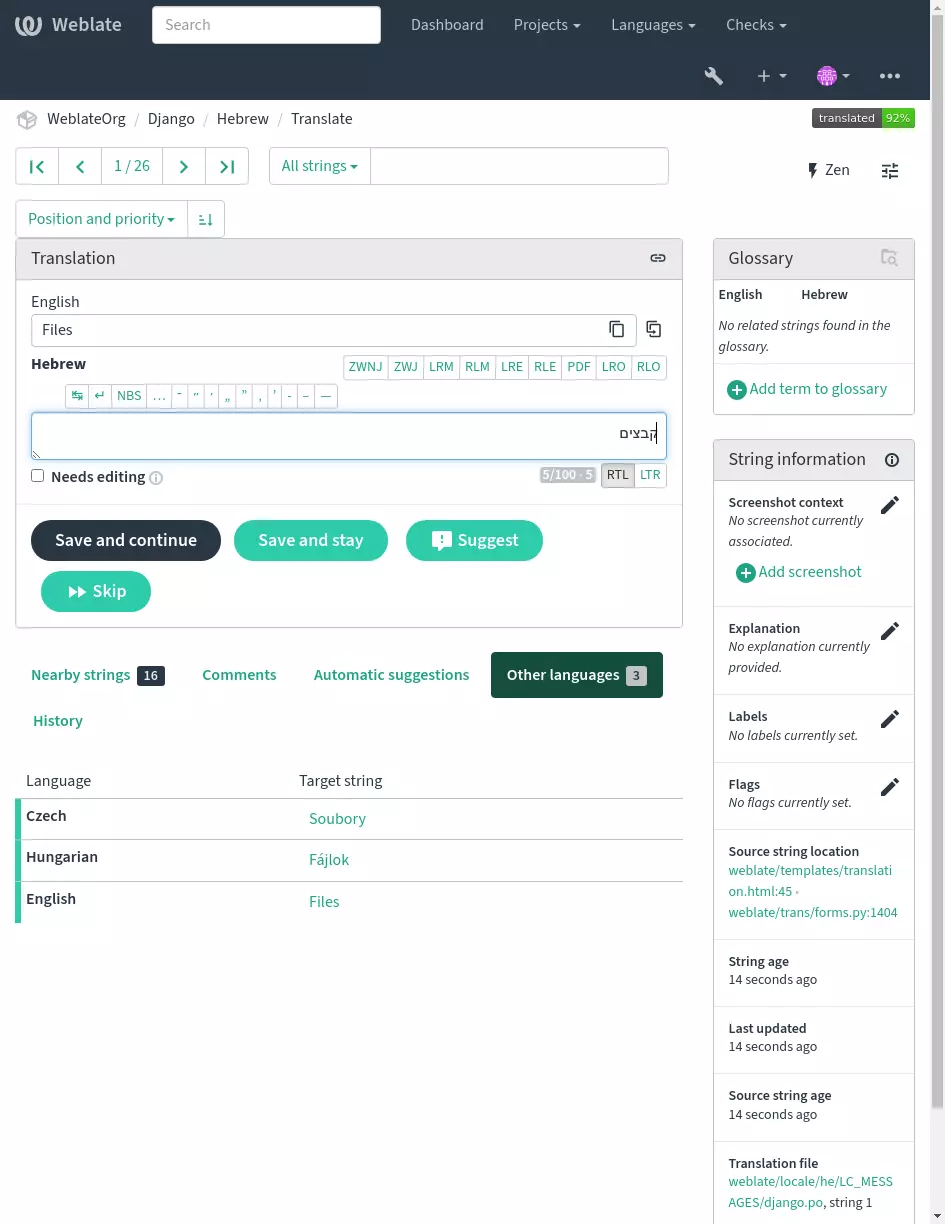 Weblate
Search
Dashboard
Projects
Languages
Checks
WeblateOrg / Django / Hebrew / Translate
translated 92%
1 / 26
All strings
Zen
Position and priority
Translation
English
Files
Hebrew
ZWNJ ZWJ LRM RLM LRE RLE PDF LRO RLO
↹ ↵ NBS … ־ ״ ׳ „ ” ‚ ’ - – —
קבצים
Needs editing
5/100 · 5
RTL LTR
Save and continue
Save and stay
Suggest
Skip
Nearby strings 16
Comments
Automatic suggestions
Other languages 3
History
Language Target string
Czech Soubory
Hungarian Fájlok
English Files
Glossary
English Hebrew
No related strings found in the
glossary.
Add term to glossary
String information
Screenshot context
No screenshot currently
associated.
Add screenshot
Explanation
No explanation currently
provided.
Labels
No labels currently set.
Flags
No flags currently set.
Source string location
weblate/templates/translati
on.html:45 ·
weblate/trans/forms.py:1404
String age
14 seconds ago
Last updated
14 seconds ago
Source string age
14 seconds ago
Translation file
weblate/locale/he/LC_MESS
AGES/django.po, string 1